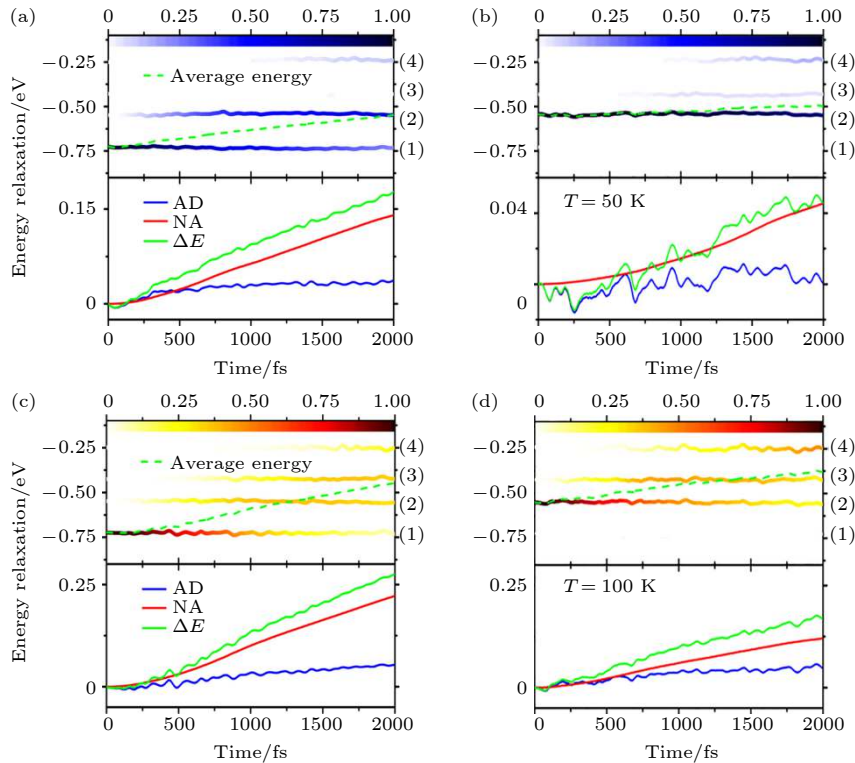 (a)
0 0.25 0.50 0.75 1.00
Energy relaxation/eV
−0.25
−0.50
−0.75
Average energy
(4)
(3)
(2)
(1)
0.15
0
AD
NA
ΔE
0 500 1000 1500 2000
Time/fs
(b)
0 0.25 0.50 0.75 1.00
−0.25
−0.50
−0.75
(4)
(3)
(2)
(1)
0.04
0
T = 50 K
0 500 1000 1500 2000
Time/fs
(c)
0 0.25 0.50 0.75 1.00
Energy relaxation/eV
−0.25
−0.50
−0.75
Average energy
(4)
(3)
(2)
(1)
0.25
0
AD
NA
ΔE
0 500 1000 1500 2000
Time/fs
(d)
0 0.25 0.50 0.75 1.00
−0.25
−0.50
−0.75
(4)
(3)
(2)
(1)
0.25
0
T = 100 K
0 500 1000 1500 2000
Time/fs